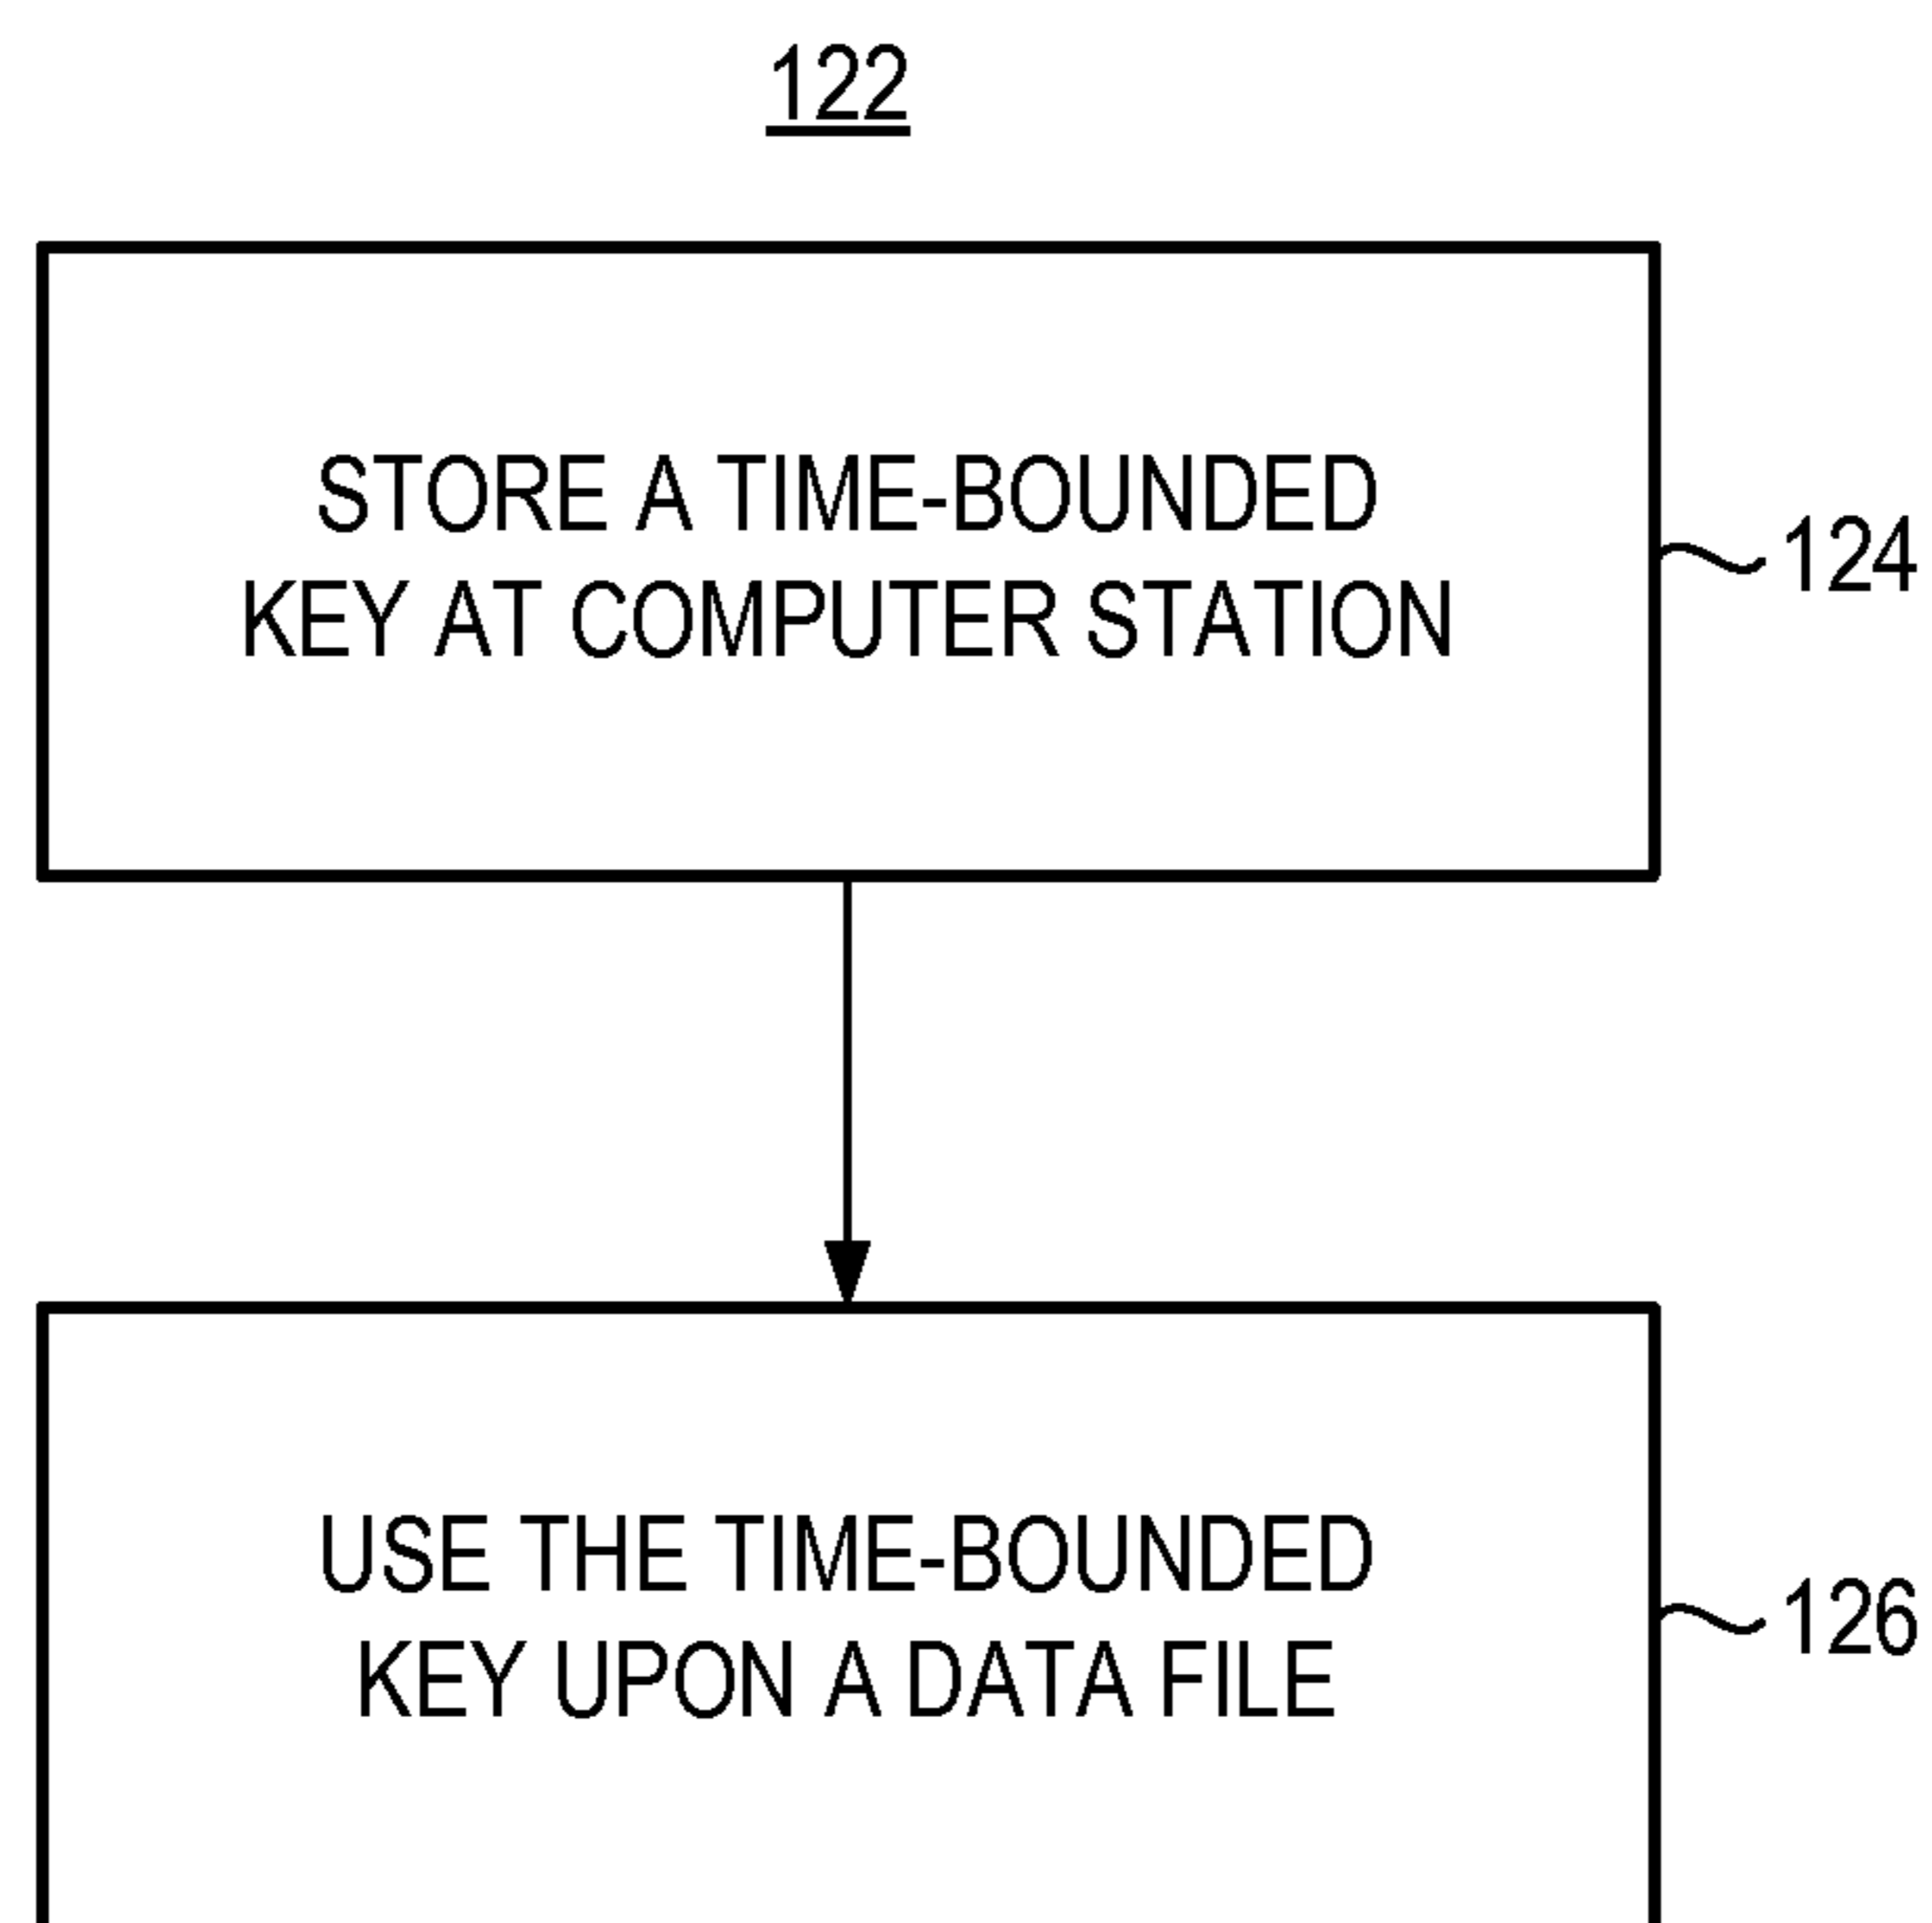 122
STORE A TIME-BOUNDED
KEY AT COMPUTER STATION
124
USE THE TIME-BOUNDED
KEY UPON A DATA FILE
126